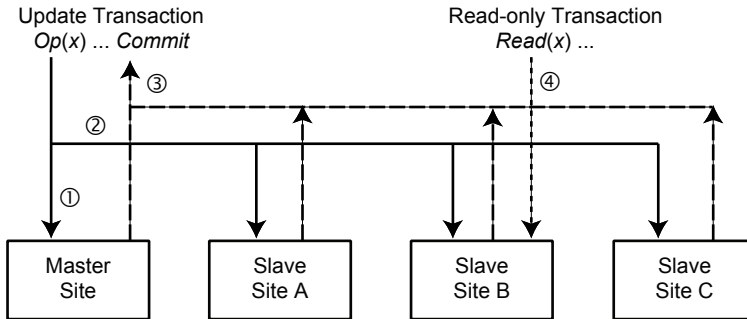 Update Transaction
Op(x) ... Commit
Read-only Transaction
Read(x) ...
③
④
②
①
Master
Site
Slave
Site A
Slave
Site B
Slave
Site C